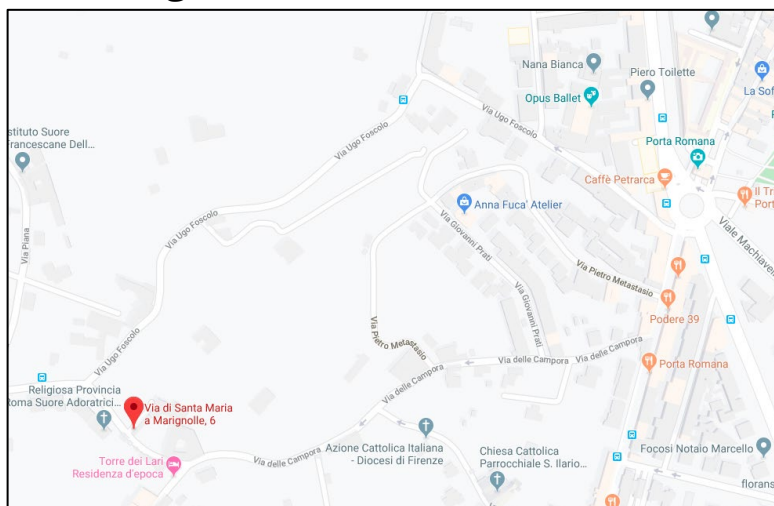 Nana Bianca
Piero Toilette
La Sof
Opus Ballet
Via Ugo Foscolo
Via Ugo Foscolo
stituto Suore
Francescane Dell...
Porta Romana
Caffè Petrarca
Il Tr
Port
Anna Fuca' Atelier
Via Giovanni Prati
Viale Machiavel
Via Piana
Via Ugo Foscolo
Via Pietro Metastasio
Via Giovanni Prati
Podere 39
Via Pietro Metastasio
Via Ugo Foscolo
Via delle Campora
Via delle Campora
Porta Romana
Via delle Campora
Religiosa Provincia
Roma Suore Adoratrici...
Via di Santa Maria
a Marignolle, 6
Azione Cattolica Italiana
- Diocesi di Firenze
Chiesa Cattolica
Parrocchiale S. Ilario...
Focosi Notaio Marcello
Torre dei Lari
Residenza d'epoca
Via delle Campora
florans